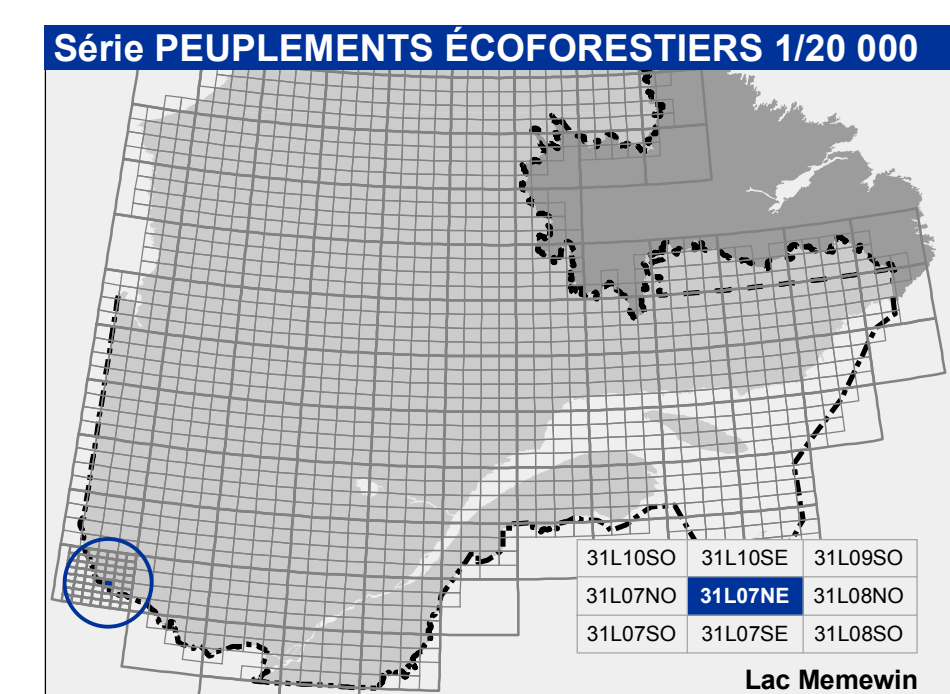 Série PEUPLEMENTS ÉCOFORESTIERS 1/20 000
31L10SO 31L10SE 31L09SO
31L07NO 31L07NE 31L08NO
31L07SO 31L07SE 31L08SO
Lac Memewin